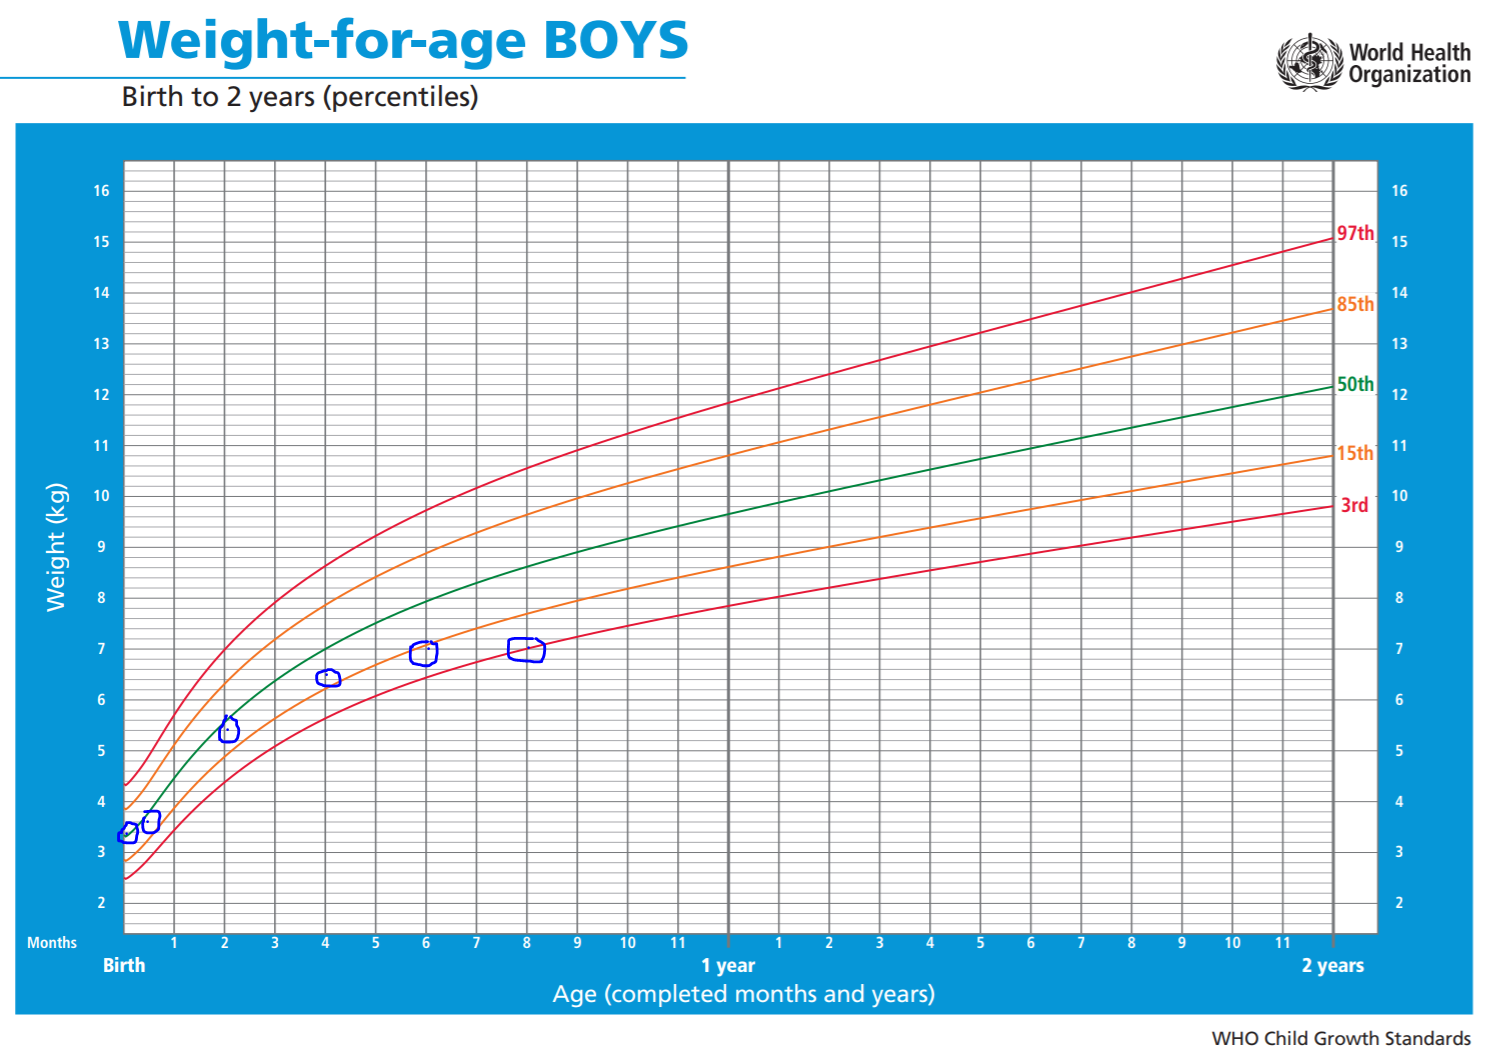 Weight-for-age BOYS
Birth to 2 years (percentiles)
World Health
Organization
16 16
15 97th 15
14 85th 14
13 13
12 50th 12
11 15th 11
10 3rd 10
9 9
8 8
7 7
6 6
5 5
4 4
3 3
2 2
Weight (kg)
Months 1 2 3 4 5 6 7 8 9 10 11 1 2 3 4 5 6 7 8 9 10 11
Birth 1 year 2 years
Age (completed months and years)
WHO Child Growth Standards